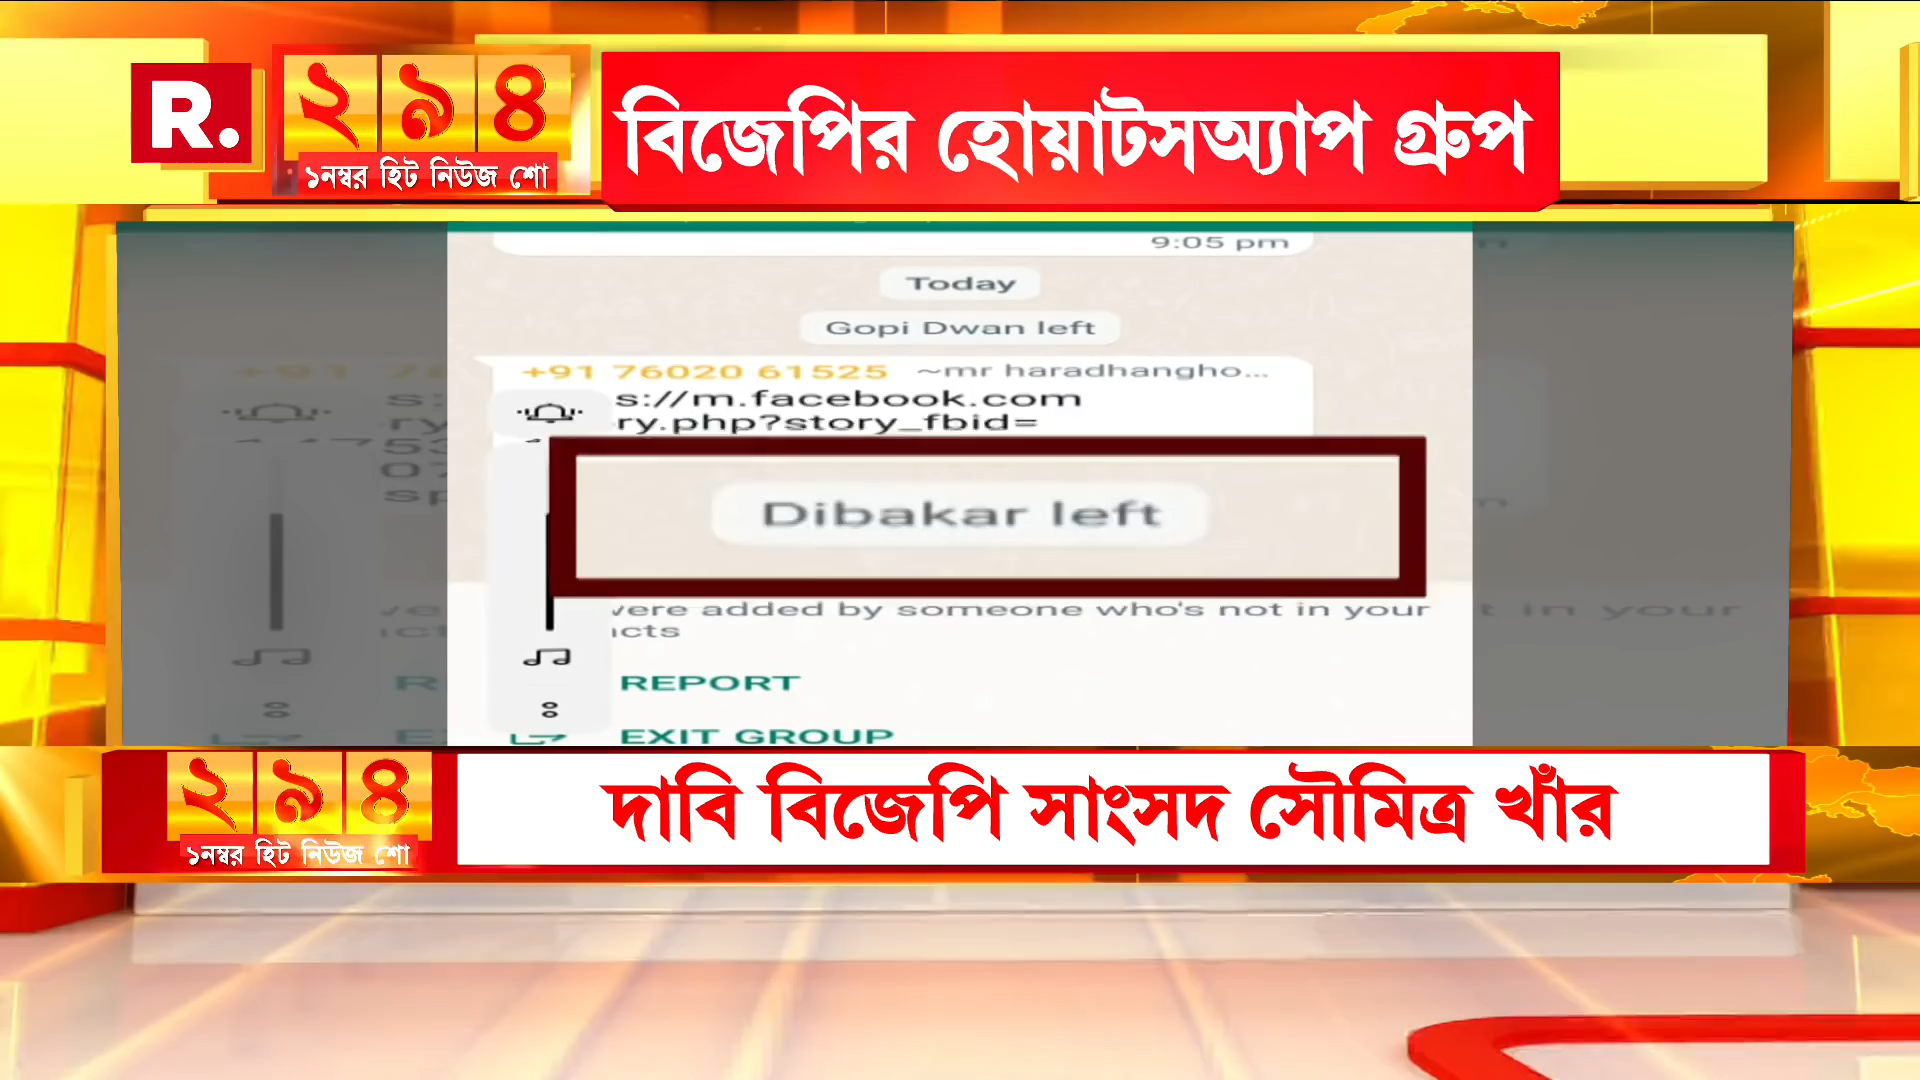 R.
২৯৪
১নম্বর হিট নিউজ শো
বিজেপির হোয়াটসঅ্যাপ গ্রুপ
9:05 pm
Today
Gopi Dwan left
+91 76020 61525 ~mr haradhangho...
s://m.facebook.com
ry.php?story_fbid=
Dibakar left
were added by someone who's not in your
acts
REPORT
EXIT GROUP
২৯৪
১নম্বর হিট নিউজ শো
দাবি বিজেপি সাংসদ সৌমিত্র খাঁর